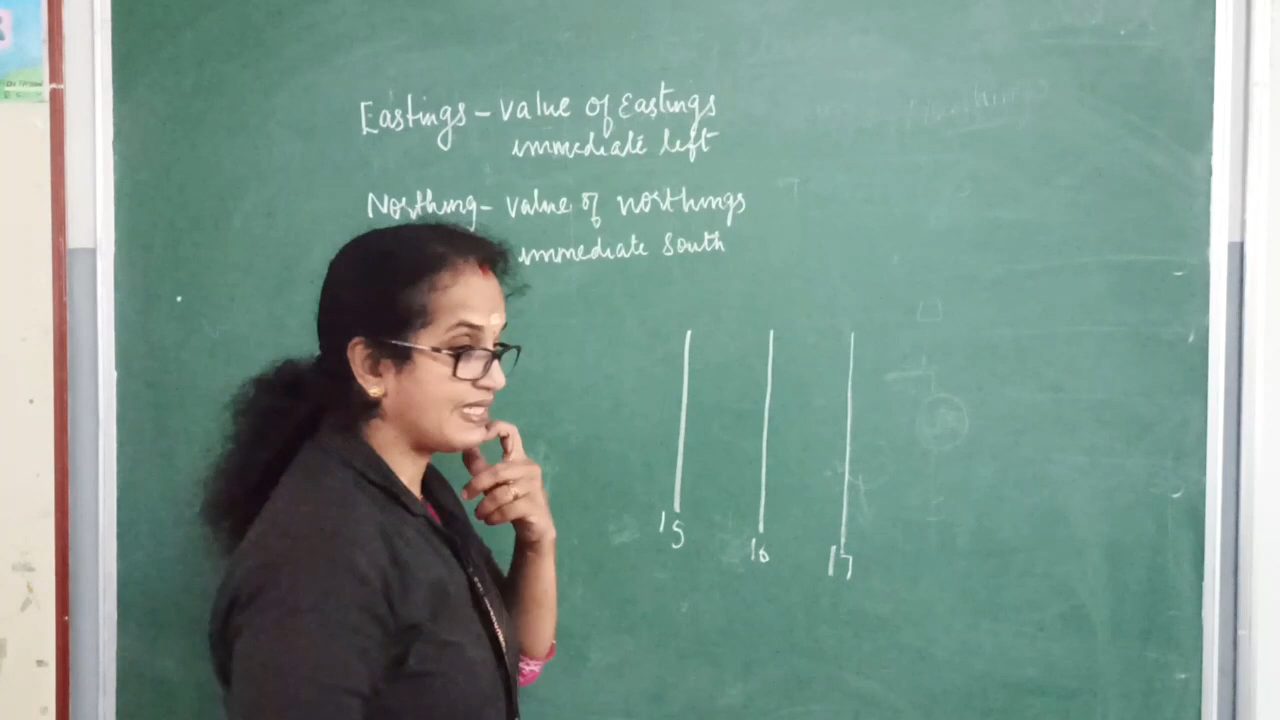 Eastings - value of Eastings
immediate left
Northing - value of northings
immediate south
15
16
17